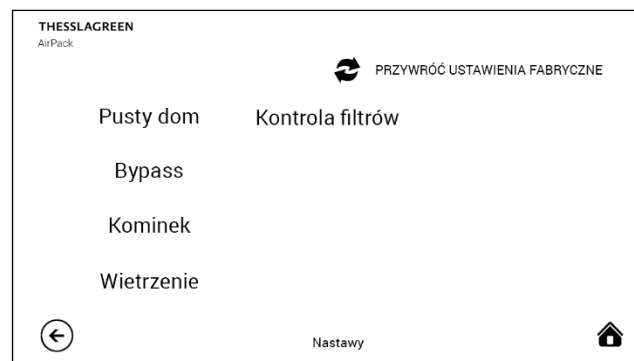 THESSLAGREEN
AirPack
PRZYWRÓĆ USTAWIENIA FABRYCZNE
Pusty dom
Kontrola filtrów
Bypass
Kominek
Wietrzenie
Nastawy